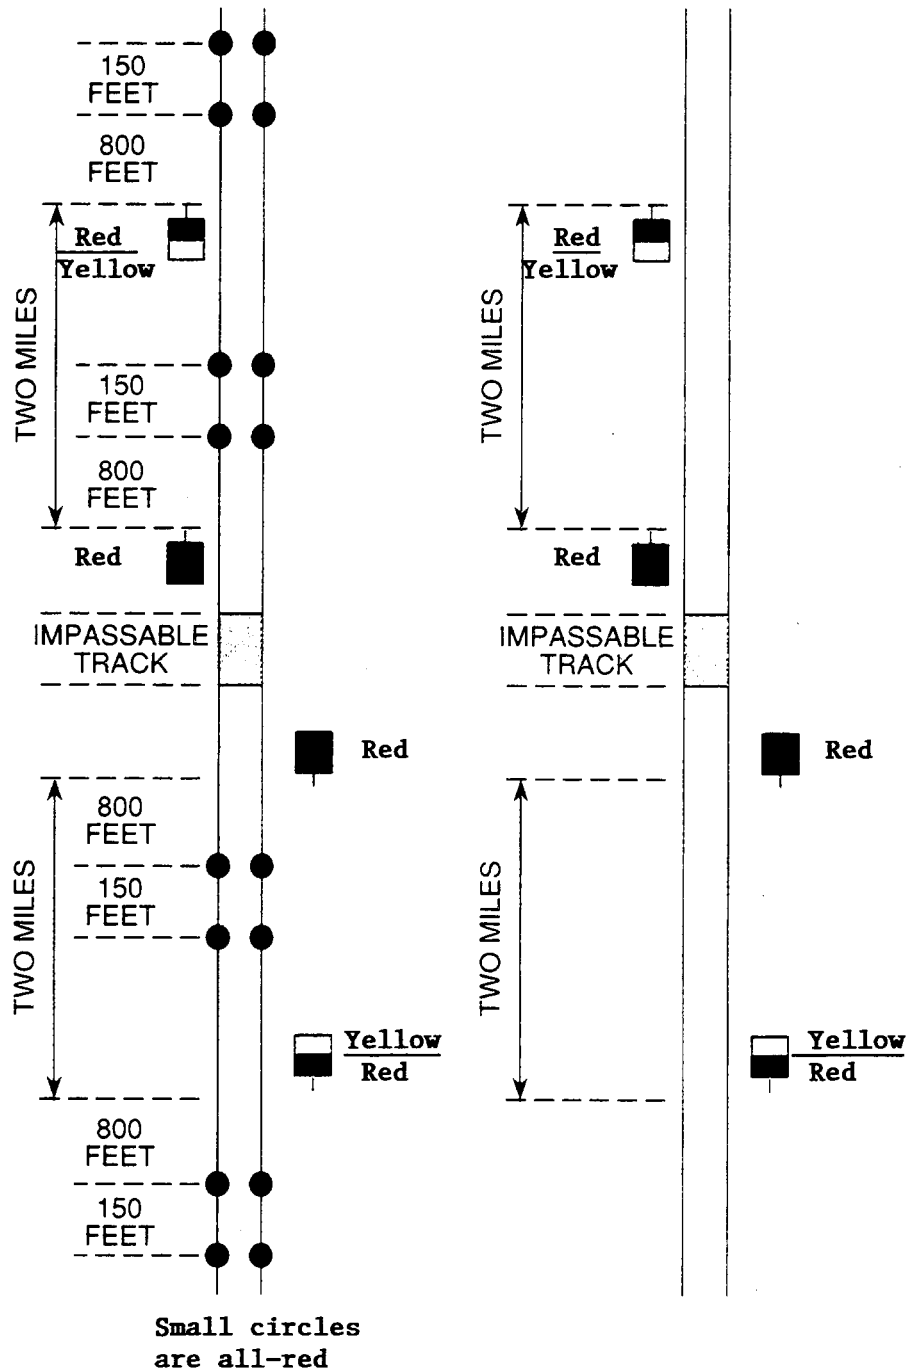 150
FEET
800
FEET
Red
Yellow
TWO MILES
150
FEET
800
FEET
Red
IMPASSABLE
TRACK
Red
800
FEET
150
FEET
TWO MILES
Yellow
Red
800
FEET
150
FEET
Small circles
are all-red
Red
Yellow
TWO MILES
Red
IMPASSABLE
TRACK
Red
TWO MILES
Yellow
Red